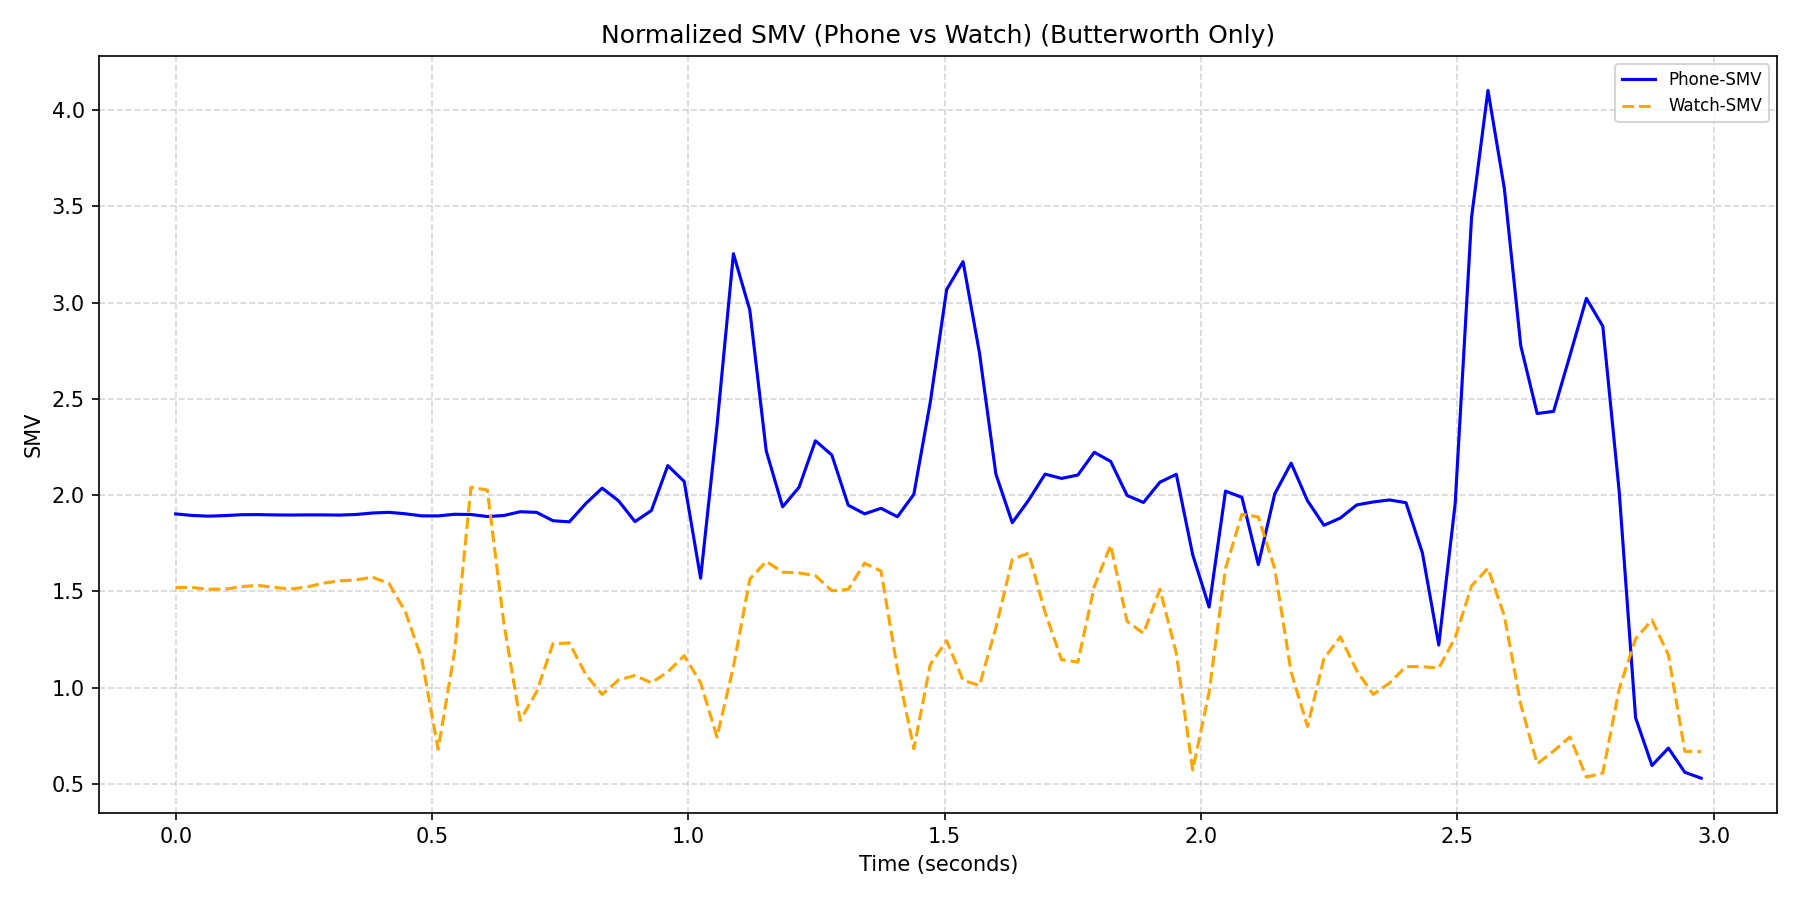 Normalized SMV (Phone vs Watch) (Butterworth Only)
Phone-SMV
Watch-SMV
4.0
3.5
3.0
2.5
2.0
1.5
1.0
0.5
SMV
0.0 0.5 1.0 1.5 2.0 2.5 3.0
Time (seconds)